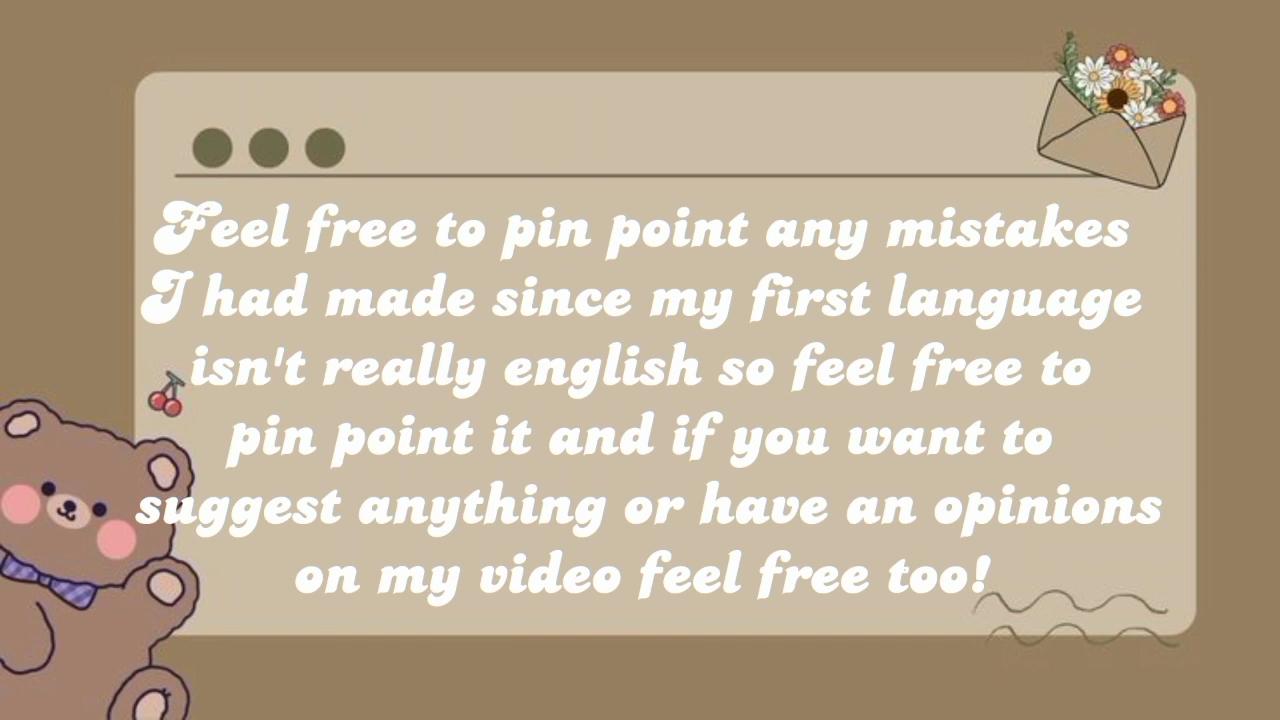 Feel free to pin point any mistakes
I had made since my first language
isn't really english so feel free to
pin point it and if you want to
suggest anything or have an opinions
on my video feel free too!